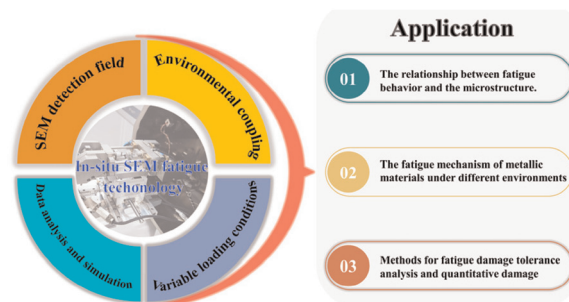 SEM detection field
Environmental coupling
In-situ SEM fatigue
techonology
Data analysis and simulation
Variable loading conditions
Application
01
The relationship between fatigue
behavior and the microstructure.
02
The fatigue mechanism of metallic
materials under different environments
03
Methods for fatigue damage tolerance
analysis and quantitative damage